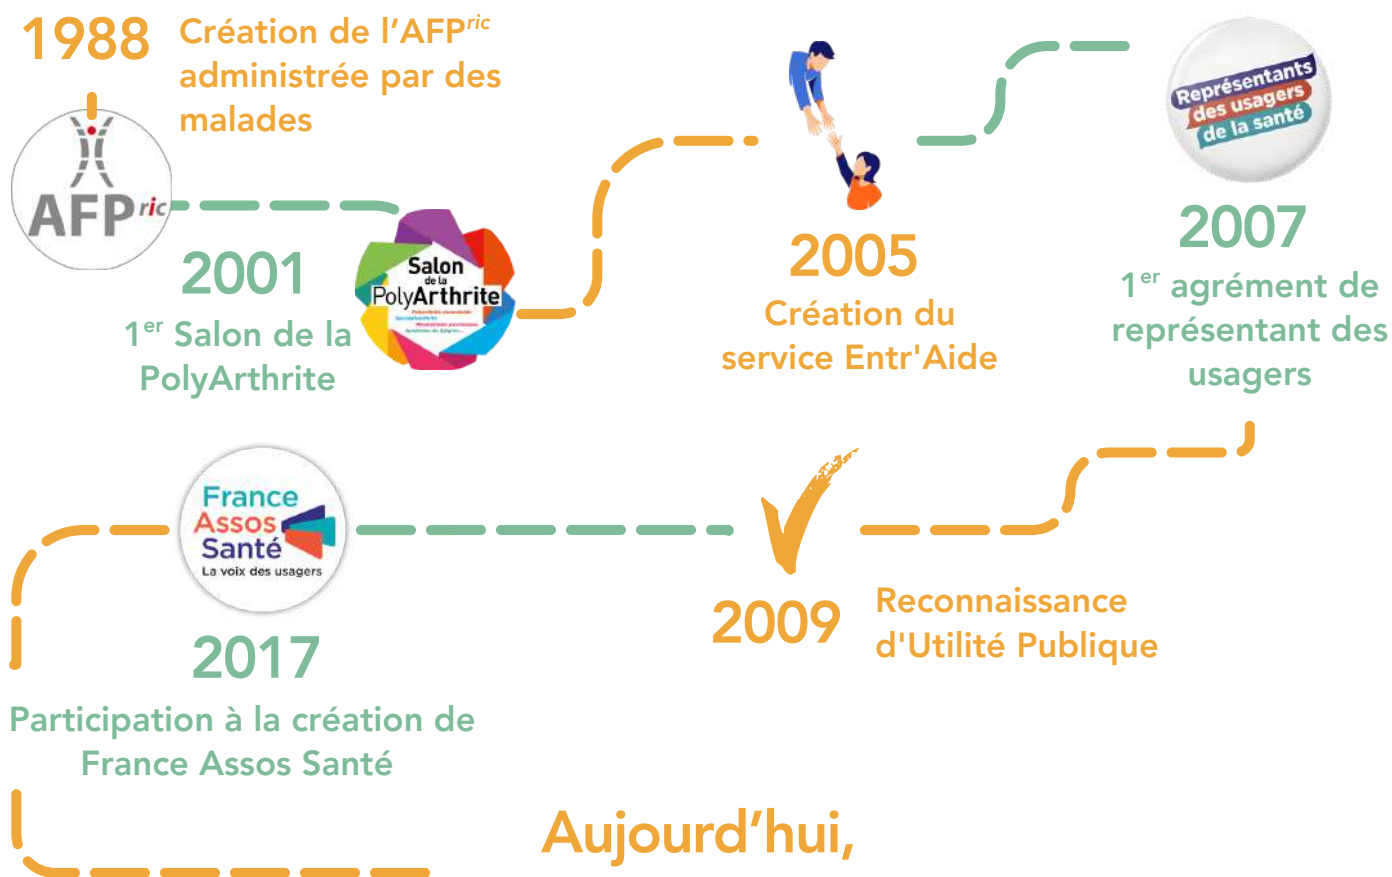 1988
Création de l’AFPric
administrée par des
malades
AFPric
2001
1er Salon de la
PolyArthrite
Salon
de la
PolyArthrite
2005
Création du
service Entr'Aide
Représentants
des usagers
de la santé
2007
1er agrément de
représentant des
usagers
2009
Reconnaissance
d'Utilité Publique
France
Assos
Santé
La voix des usagers
2017
Participation à la création de
France Assos Santé
Aujourd’hui,